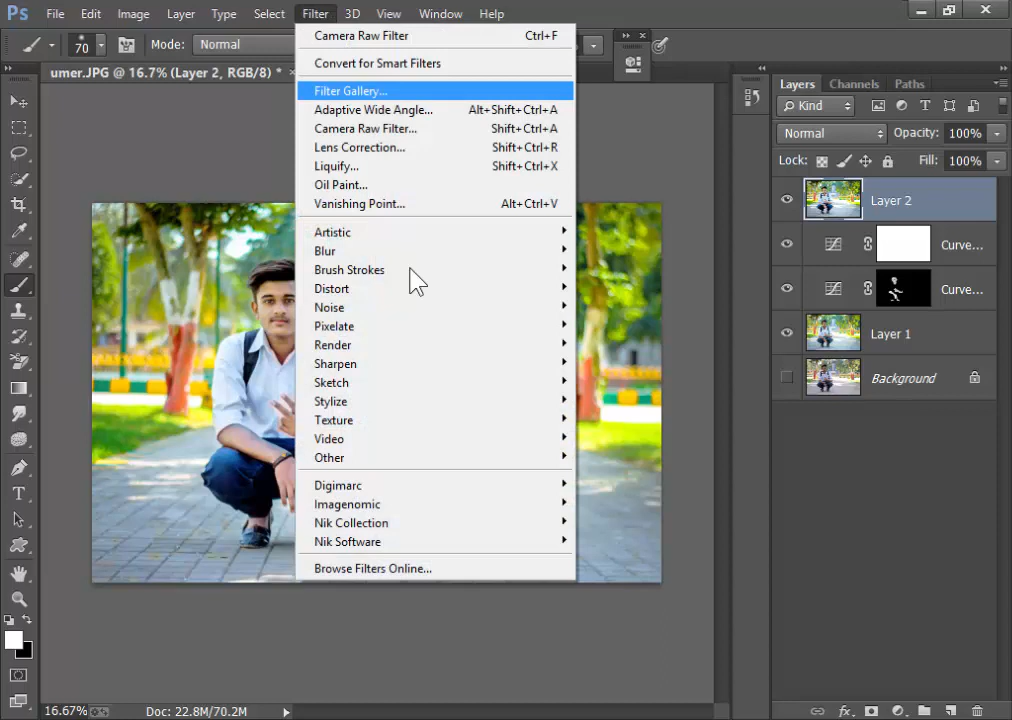 Ps File Edit Image Layer Type Select Filter 3D View Window Help
70 Mode: Normal
umer.JPG @ 16.7% (Layer 2, RGB/8) * ×
Camera Raw Filter Ctrl+F
Convert for Smart Filters
Filter Gallery...
Adaptive Wide Angle... Alt+Shift+Ctrl+A
Camera Raw Filter... Shift+Ctrl+A
Lens Correction... Shift+Ctrl+R
Liquify... Shift+Ctrl+X
Oil Paint...
Vanishing Point... Alt+Ctrl+V
Artistic
Blur
Brush Strokes
Distort
Noise
Pixelate
Render
Sharpen
Sketch
Stylize
Texture
Video
Other
Digimarc
Imagenomic
Nik Collection
Nik Software
Browse Filters Online...
Layers Channels Paths
Kind
Normal Opacity: 100%
Lock: Fill: 100%
Layer 2
Curve...
Curve...
Layer 1
Background
16.67% Doc: 22.8M/70.2M